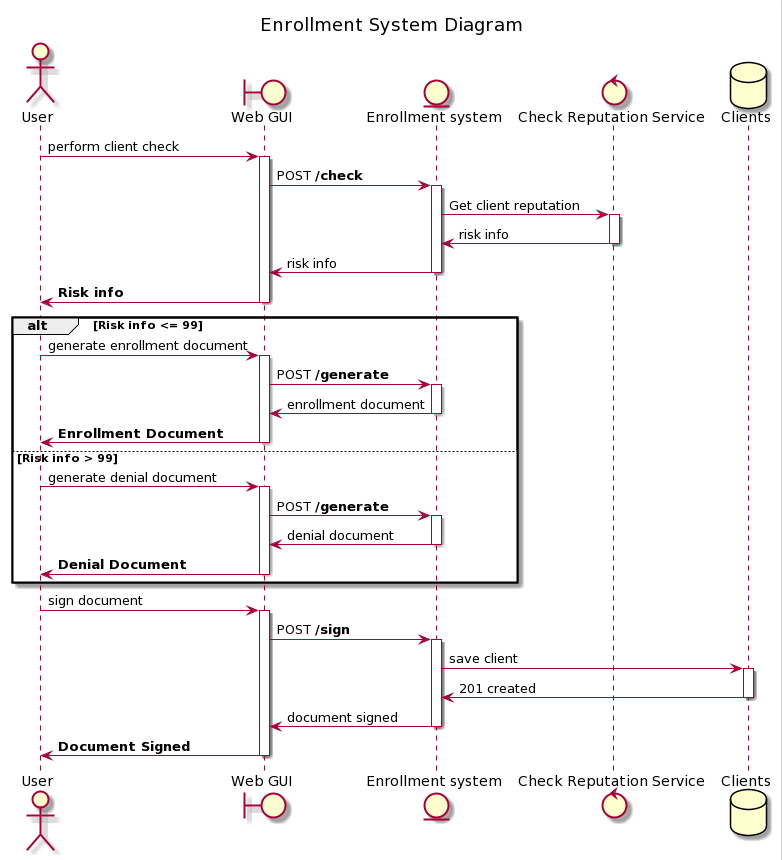 Enrollment System Diagram
User
Web GUI
Enrollment system
Check Reputation Service
Clients
perform client check
POST /check
Get client reputation
risk info
risk info
Risk info
alt
[Risk info <= 99]
generate enrollment document
POST /generate
enrollment document
Enrollment Document
[Risk info > 99]
generate denial document
POST /generate
denial document
Denial Document
sign document
POST /sign
save client
201 created
document signed
Document Signed
User
Web GUI
Enrollment system
Check Reputation Service
Clients